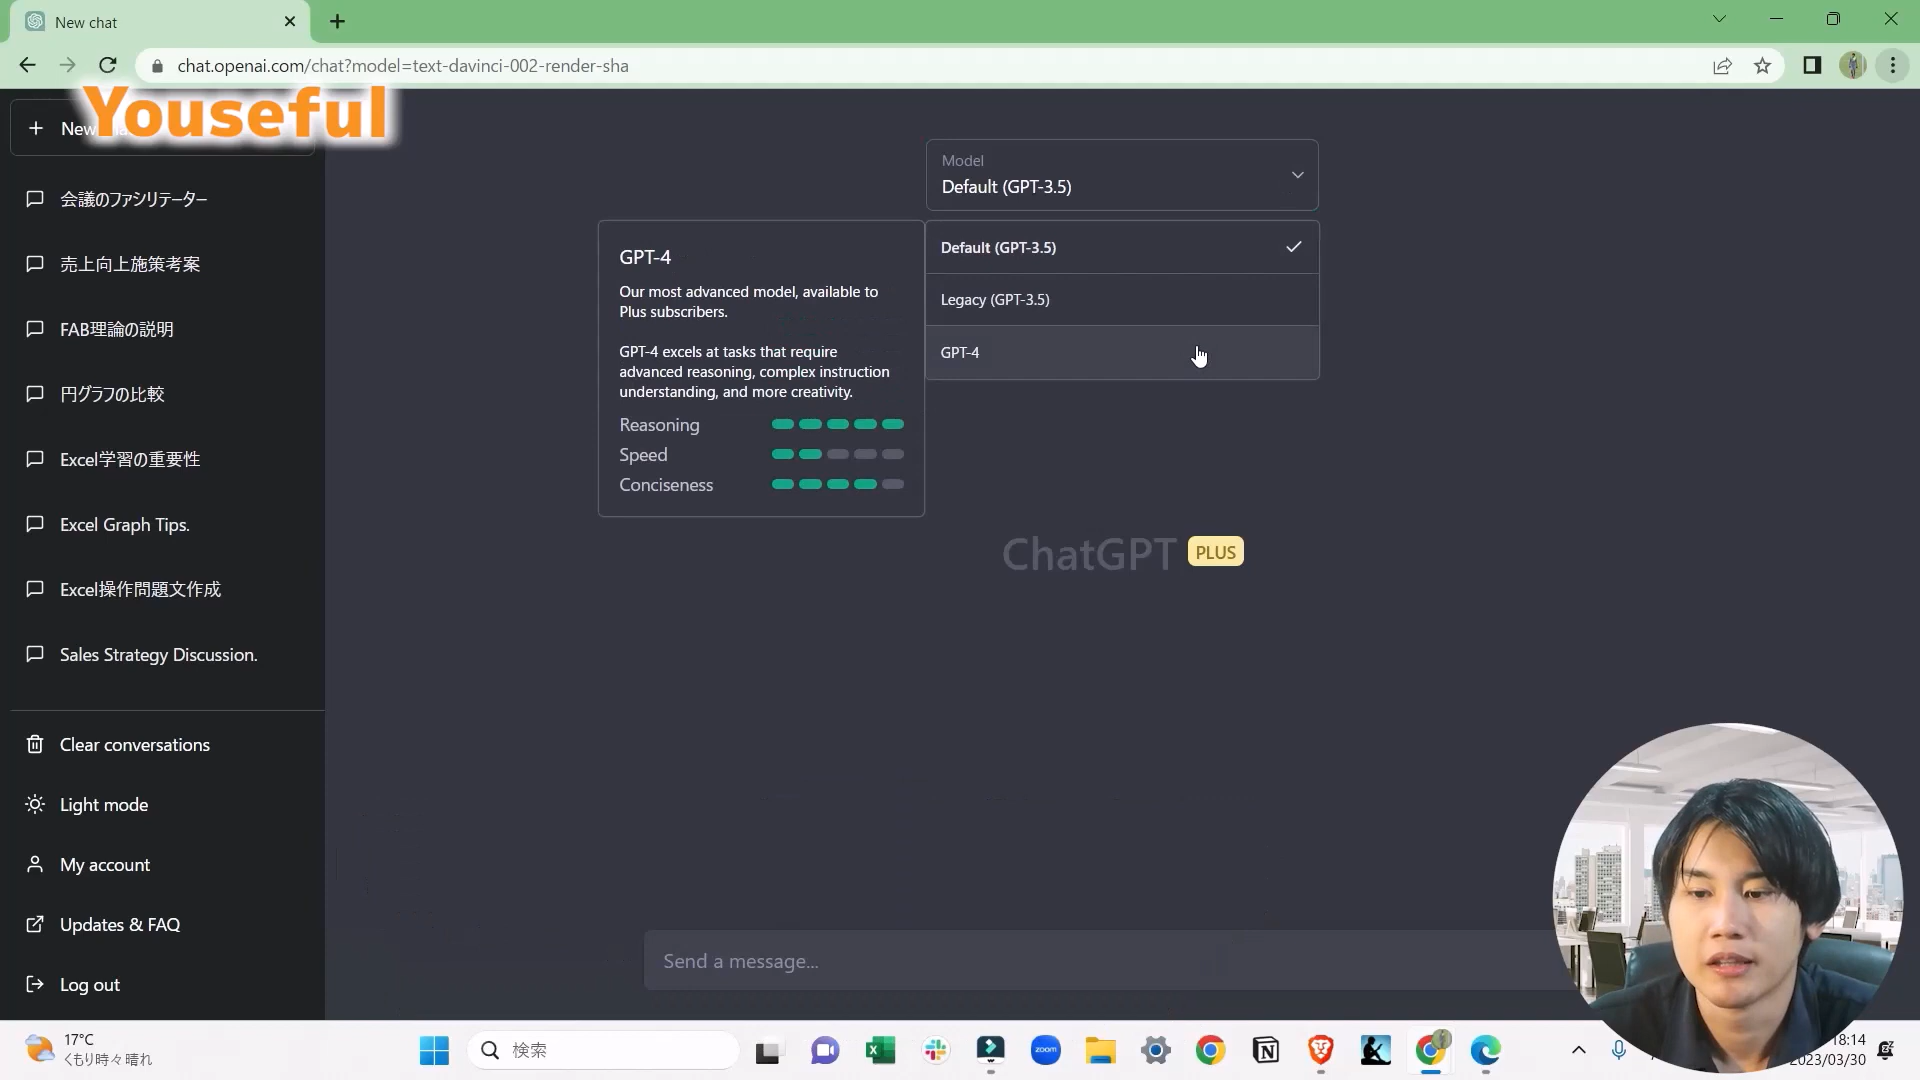 New chat
chat.openai.com/chat?model=text-davinci-002-render-sha
Youseful
New
会議のファシリテーター
売上向上施策考案
FAB理論の説明
円グラフの比較
Excel学習の重要性
Excel Graph Tips.
Excel操作問題文作成
Sales Strategy Discussion.
Clear conversations
Light mode
My account
Updates & FAQ
Log out
Model
Default (GPT-3.5)
Default (GPT-3.5)
Legacy (GPT-3.5)
GPT-4
GPT-4
Our most advanced model, available to
Plus subscribers.
GPT-4 excels at tasks that require
advanced reasoning, complex instruction
understanding, and more creativity.
Reasoning
Speed
Conciseness
ChatGPT PLUS
Send a message...
17°C
くもり時々晴れ
検索
zoom
18:14
2023/03/30